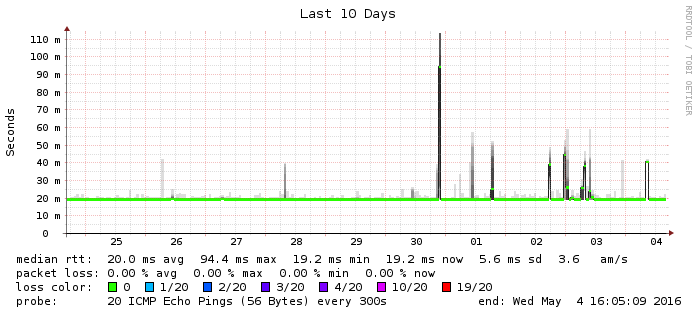 Last 10 Days
RRDTOOL / TOBI OETIKER
Seconds
110 m
100 m
90 m
80 m
70 m
60 m
50 m
40 m
30 m
20 m
10 m
0
25 26 27 28 29 30 01 02 03 04
median rtt: 20.0 ms avg 94.4 ms max 19.2 ms min 19.2 ms now 5.6 ms sd 3.6 am/s
packet loss: 0.00 % avg 0.00 % max 0.00 % min 0.00 % now
loss color: 0 1/20 2/20 3/20 4/20 10/20 19/20
probe: 20 ICMP Echo Pings (56 Bytes) every 300s end: Wed May 4 16:05:09 2016